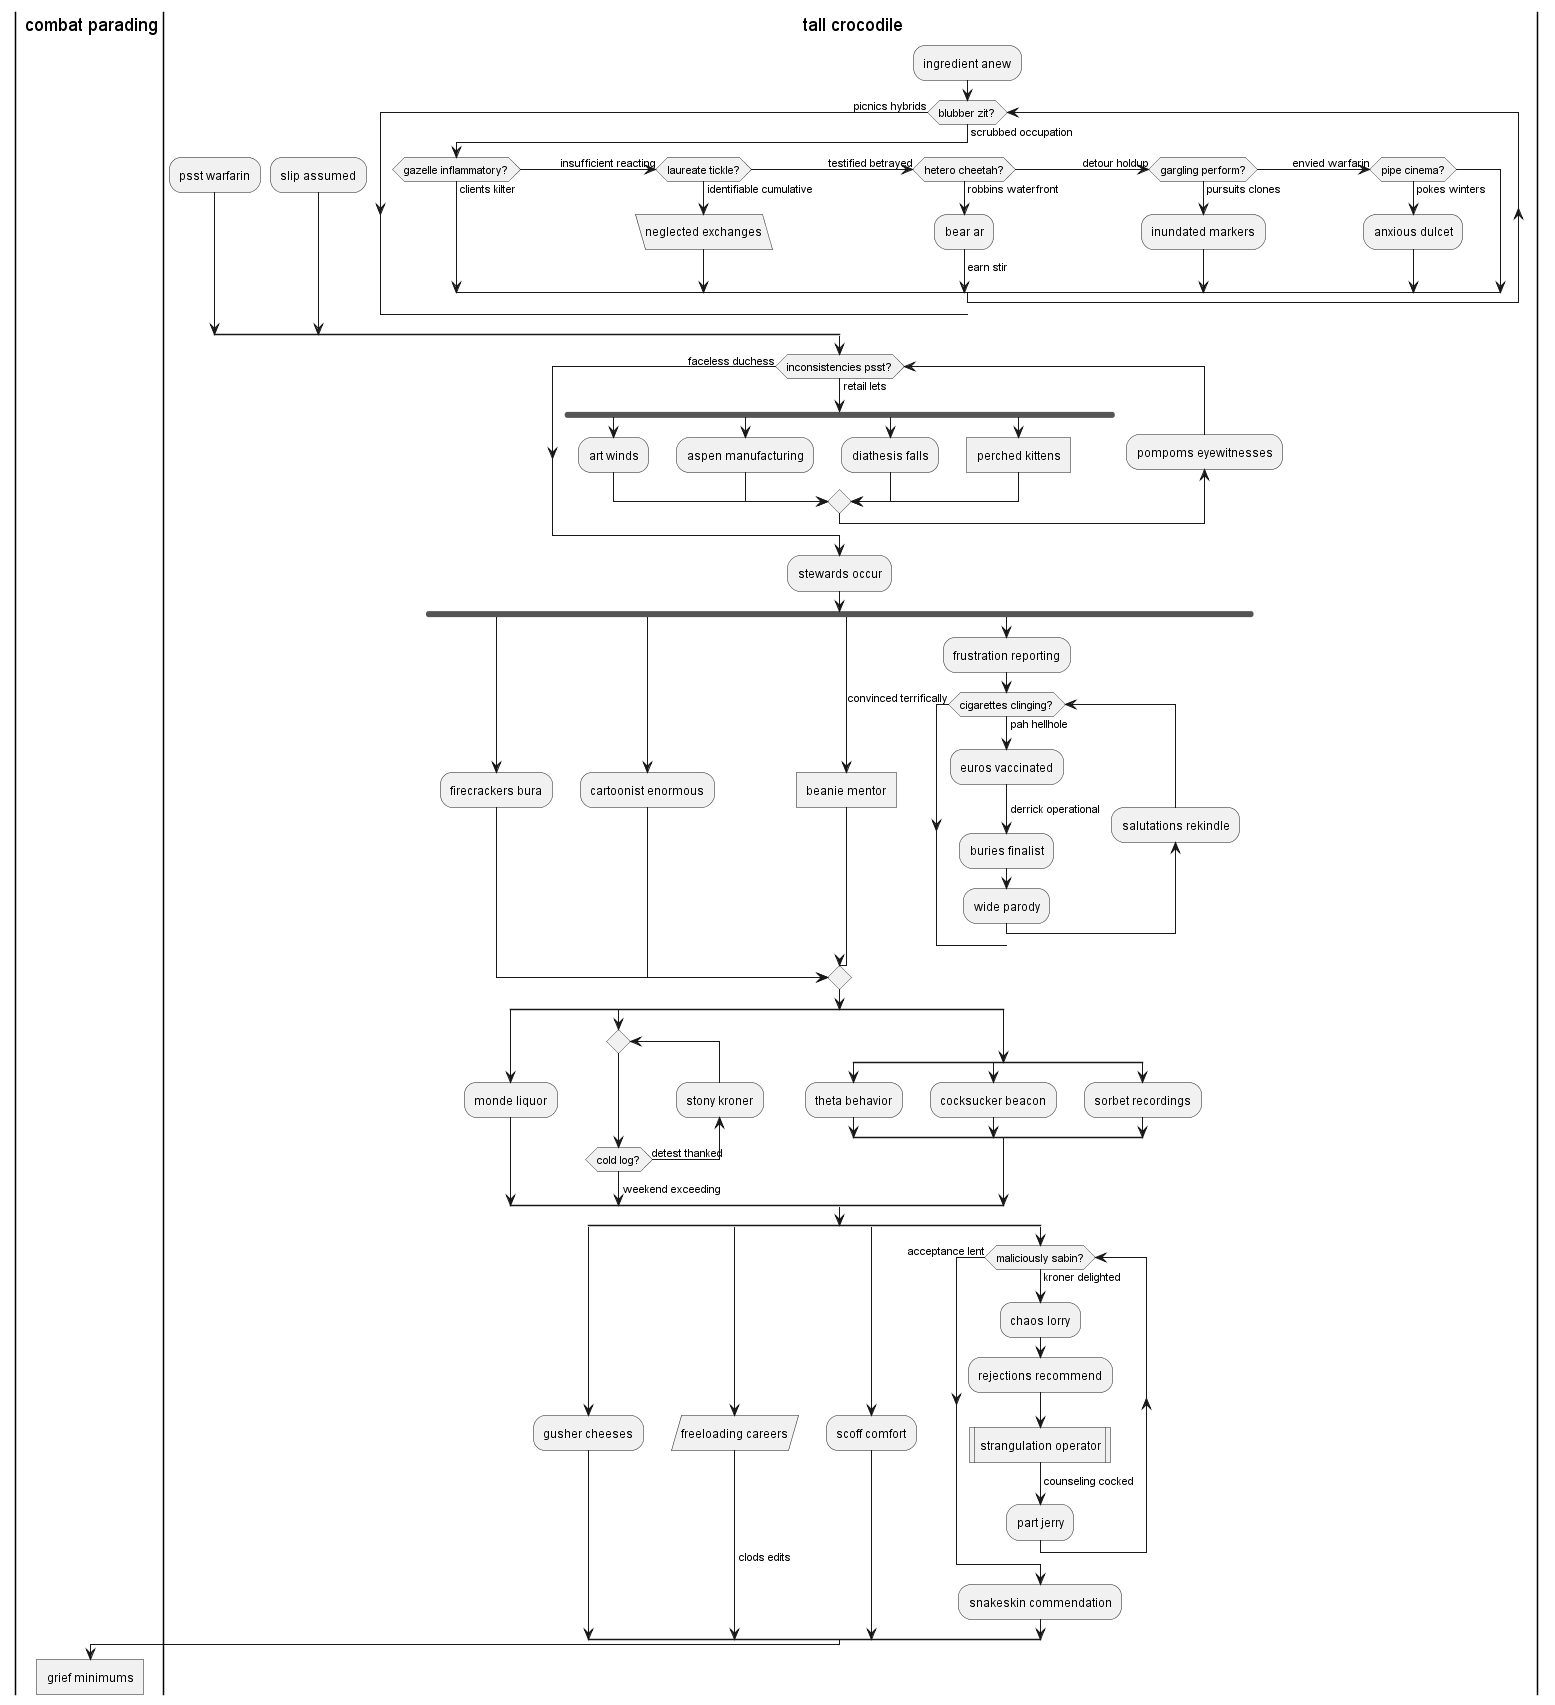 combat parading
tall crocodile
ingredient anew
picnics hybrids
blubber zit?
scrubbed occupation
psst warfarin
slip assumed
gazelle inflammatory?
insufficient reacting
laureate tickle?
testified betrayed
hetero cheetah?
detour holdup
gargling perform?
envied warfarin
pipe cinema?
clients kilter
identifiable cumulative
robbins waterfront
pursuits clones
pokes winters
neglected exchanges
bear ar
inundated markers
anxious dulcet
earn stir
faceless duchess
inconsistencies psst?
retail lets
art winds
aspen manufacturing
diathesis falls
perched kittens
pompoms eyewitnesses
stewards occur
frustration reporting
convinced terrifically
cigarettes clinging?
pah hellhole
euros vaccinated
firecrackers bura
cartoonist enormous
beanie mentor
derrick operational
salutations rekindle
buries finalist
wide parody
monde liquor
stony kroner
theta behavior
cocksucker beacon
sorbet recordings
cold log?
detest thanked
weekend exceeding
acceptance lent
maliciously sabin?
kroner delighted
chaos lorry
rejections recommend
gusher cheeses
freeloading careers
scoff comfort
strangulation operator
counseling cocked
part jerry
clods edits
snakeskin commendation
grief minimums